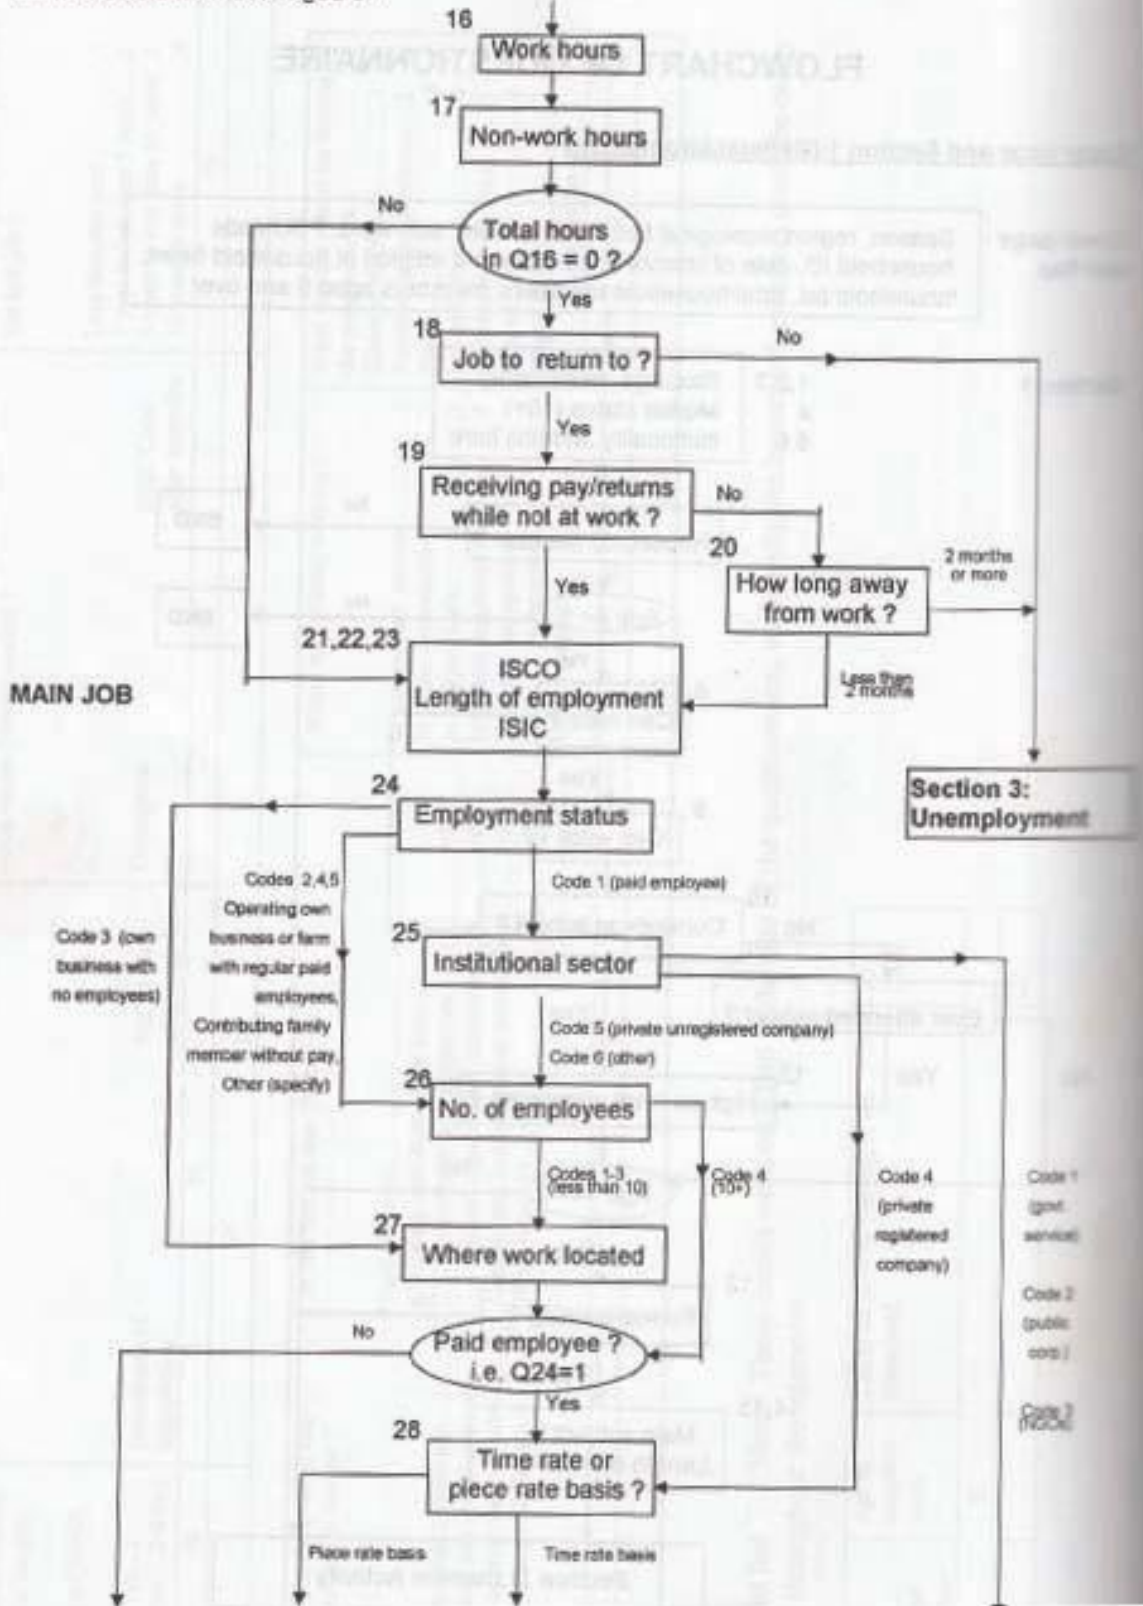 16
Work hours
17
Non-work hours
No
Total hours
in Q16 = 0 ?
Yes
18
Job to return to ?
No
Yes
19
Receiving pay/returns
while not at work ?
No
20
2 months
or more
Yes
How long away
from work ?
21,22,23
ISCO
Length of employment
ISIC
Less than
2 months
MAIN JOB
24
Employment status
Section 3:
Unemployment
Codes 2,4,5
Operating own
business or farm
with regular paid
employees,
Contributing family
member without pay,
Other (specify)
Code 1 (paid employee)
Code 3 (own
business with
no employees)
25
Institutional sector
Code 5 (private unregistered company)
Code 6 (other)
26
No. of employees
Codes 1-3
(less than 10)
Code 4
(10+)
Code 4
(private
registered
company)
Code 1
(govt.
service)
Code 2
(public
corp.)
Code 3
(NGOs)
27
Where work located
No
Paid employee ?
i.e. Q24=1
Yes
28
Time rate or
piece rate basis ?
Piece rate basis
Time rate basis